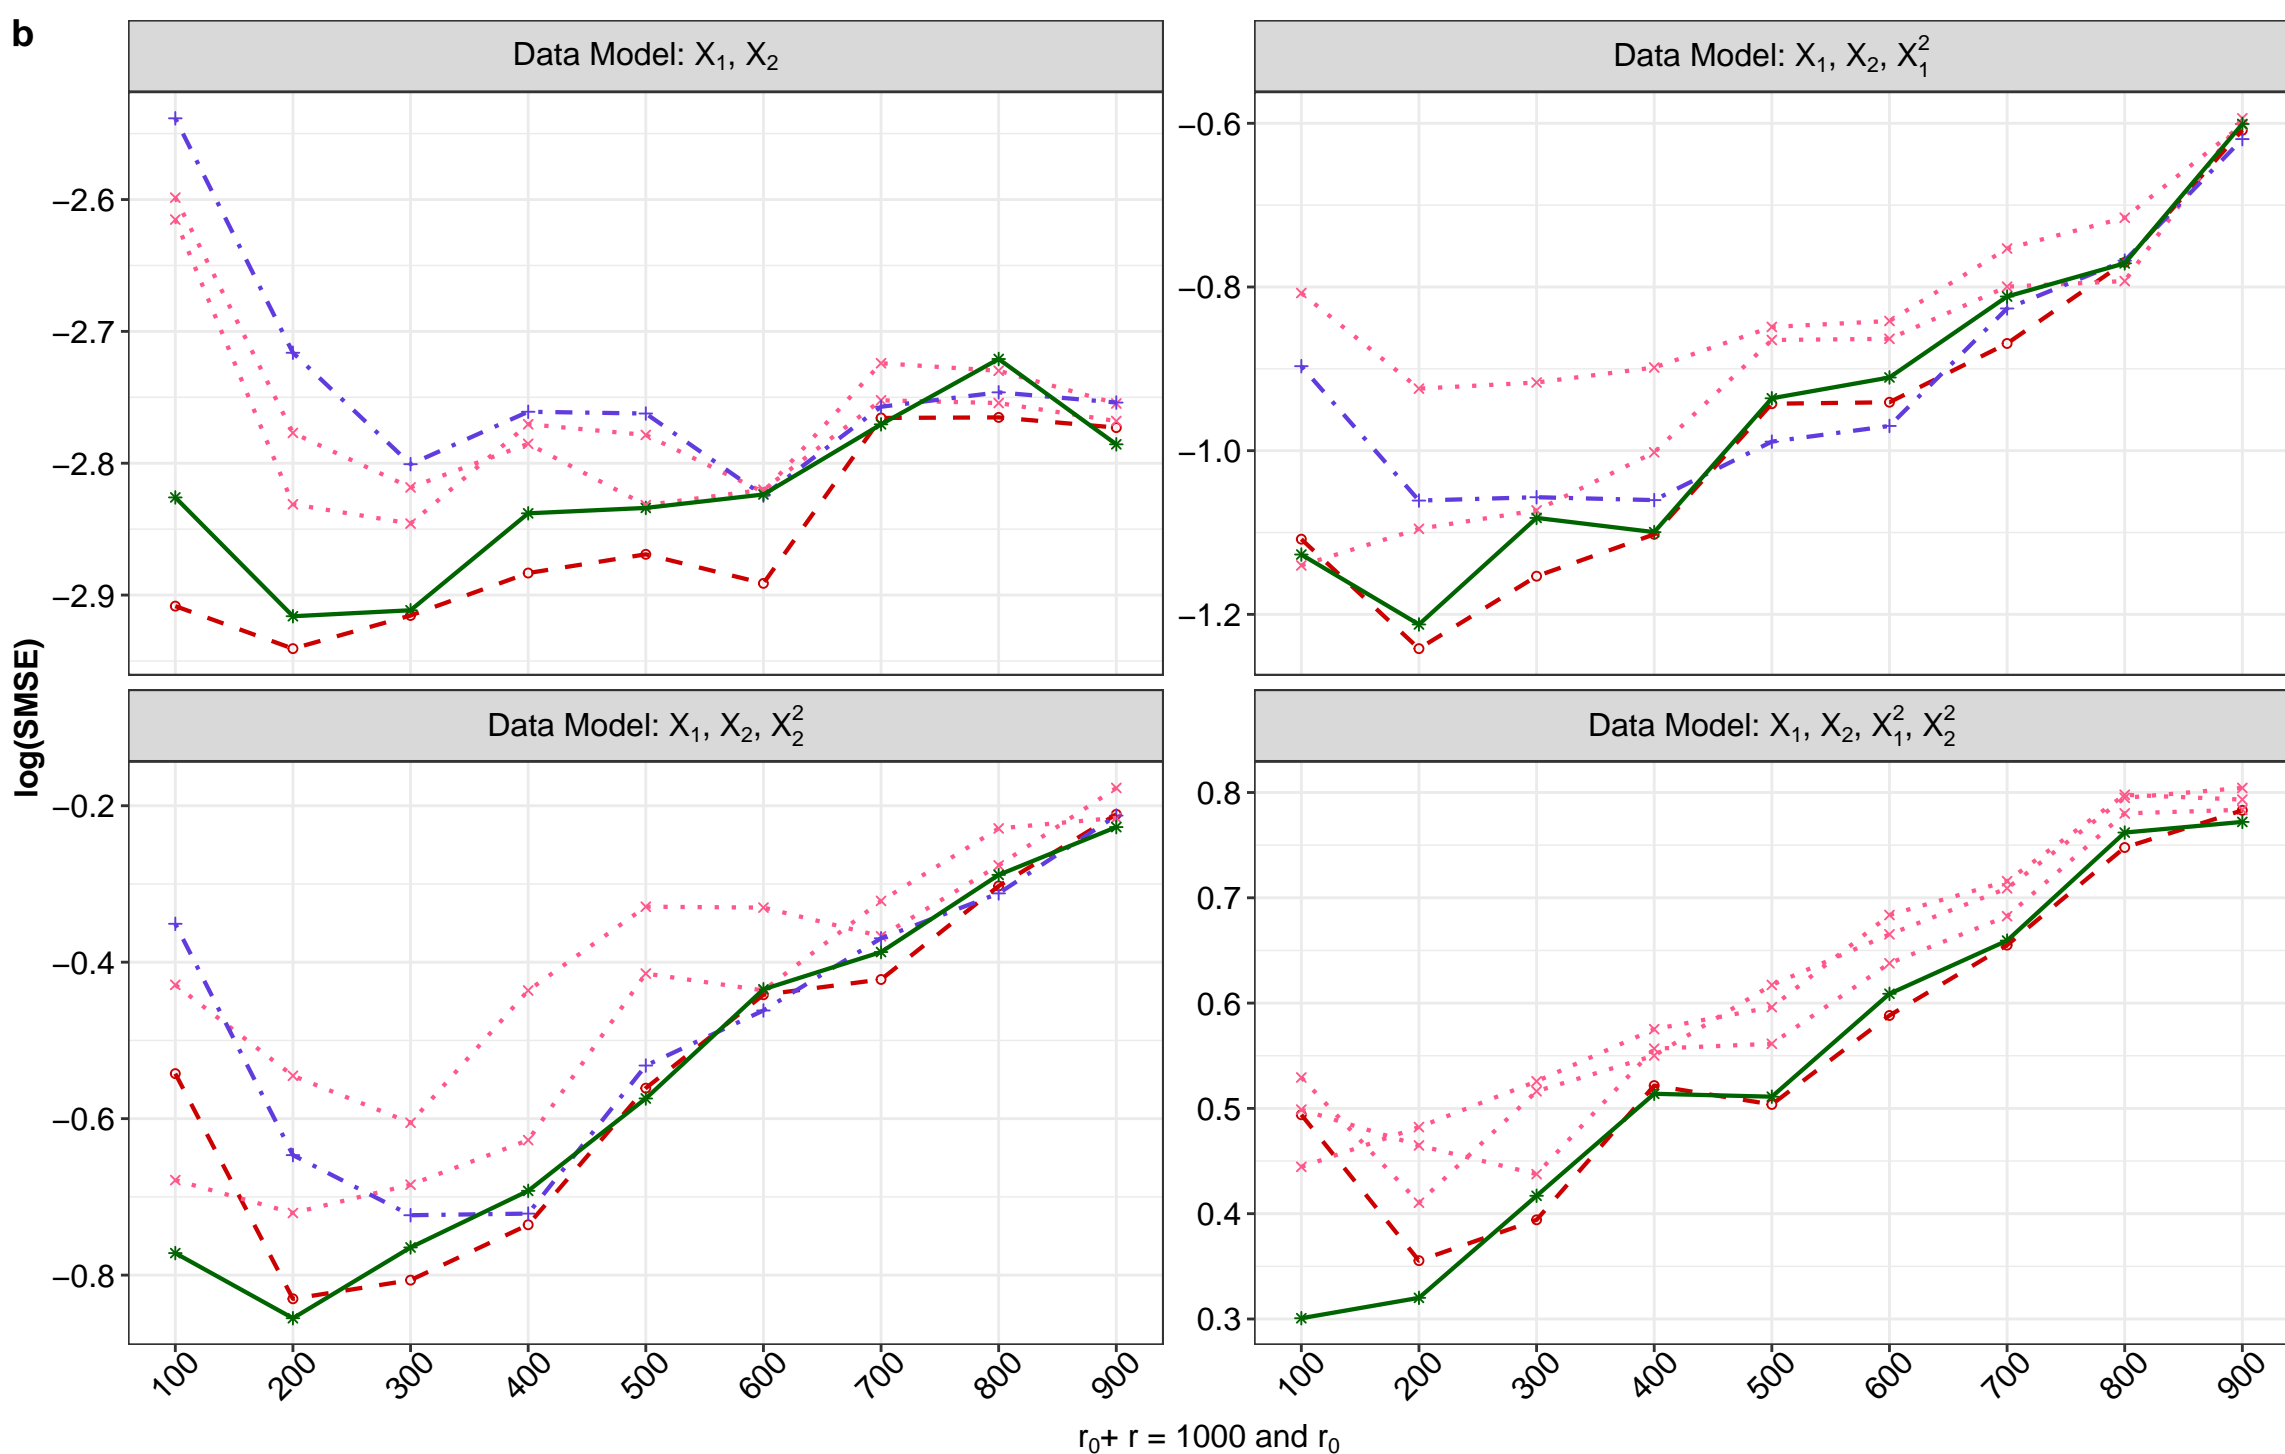 b
Data Model: X₁, X₂
Data Model: X₁, X₂, X₁²
−2.6
−2.7
−2.8
−2.9
−0.6
−0.8
−1.0
−1.2
log(SMSE)
Data Model: X₁, X₂, X₂²
Data Model: X₁, X₂, X₁², X₂²
−0.2
−0.4
−0.6
−0.8
0.8
0.7
0.6
0.5
0.4
0.3
100 200 300 400 500 600 700 800 900
100 200 300 400 500 600 700 800 900
r₀+ r = 1000 and r₀